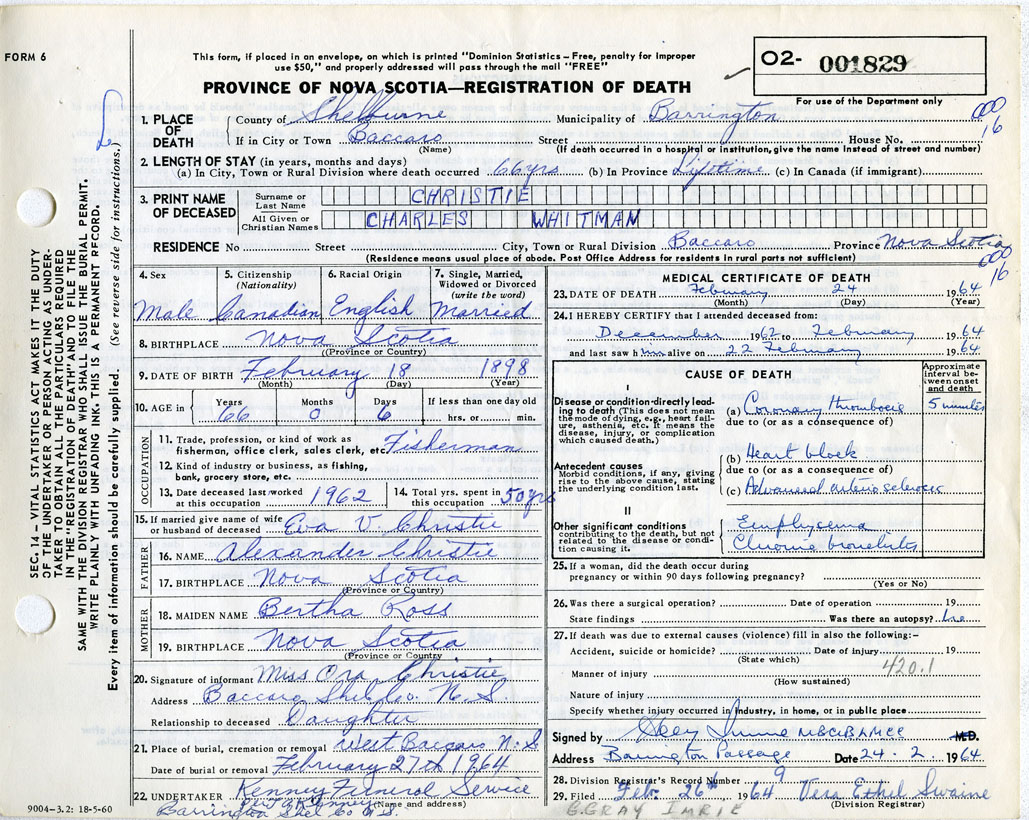 FORM 6
This form, if placed in an envelope, on which is printed "Dominion Statistics—Free, penalty for improper
use $50," and properly addressed will pass through the mail "FREE"
02- 001829
For use of the Department only
PROVINCE OF NOVA SCOTIA—REGISTRATION OF DEATH
000
16
1. PLACE OF DEATH
County of Shelburne Municipality of Barrington
If in City or Town Baccaro Street House No.
(Name) (If death occurred in a hospital or institution, give the name instead of street and number)
2. LENGTH OF STAY (in years, months and days)
(a) In City, Town or Rural Division where death occurred 66 yrs (b) In Province Lifetime (c) In Canada (if immigrant)
3. PRINT NAME OF DECEASED
Surname or Last Name CHRISTIE
All Given or Christian Names CHARLES WHITMAN
RESIDENCE No Street City, Town or Rural Division Baccaro Province Nova Scotia
(Residence means usual place of abode. Post Office Address for residents in rural parts not sufficient)
000
16
4. Sex Male
5. Citizenship (Nationality) Canadian
6. Racial Origin English
7. Single, Married, Widowed or Divorced (write the word) Married
8. BIRTHPLACE Nova Scotia
(Province or Country)
9. DATE OF BIRTH February 18 1898
(Month) (Day) (Year)
10. AGE in Years Months Days If less than one day old
66 0 6 hrs. or min.
OCCUPATION
11. Trade, profession, or kind of work as
fisherman, office clerk, sales clerk, etc. Fisherman
12. Kind of industry or business, as fishing,
bank, grocery store, etc.
13. Date deceased last worked at this occupation 1962
14. Total yrs. spent in this occupation 50 yrs
15. If married give name of wife
or husband of deceased Eva V. Christie
FATHER
16. NAME Alexander Christie
17. BIRTHPLACE Nova Scotia
(Province or Country)
MOTHER
18. MAIDEN NAME Bertha Ross
19. BIRTHPLACE Nova Scotia
(Province or Country)
20. Signature of informant Miss Ora Christie
Address Baccaro Shel Co. N.S.
Relationship to deceased Daughter
21. Place of burial, cremation or removal West Baccaro N.S
Date of burial or removal February 27th 1964
22. UNDERTAKER Kenney Funeral Service
(Name and address)
Barrington Shel Co N.S.
MEDICAL CERTIFICATE OF DEATH
23. DATE OF DEATH February 24 1964
(Month) (Day) (Year)
24. I HEREBY CERTIFY that I attended deceased from:
December 1962 to February 1964
and last saw him alive on 22 February 1964
CAUSE OF DEATH
Approximate interval between onset and death
I
Disease or condition directly leading to death (This does not mean the mode of dying, e.g., heart failure, asthenia, etc. It means the disease, injury, or complication which caused death.)
(a) Coronary thrombosis 5 minutes
due to (or as a consequence of)
Antecedent causes
Morbid conditions, if any, giving rise to the above cause, stating the underlying condition last.
(b) Heart block
due to (or as a consequence of)
(c) Advanced arteriosclerosis
II
Other significant conditions contributing to the death, but not related to the disease or condition causing it.
Emphysema
Chronic bronchitis
25. If a woman, did the death occur during
pregnancy or within 90 days following pregnancy?
(Yes or No)
26. Was there a surgical operation? Date of operation 19
State findings Was there an autopsy?
27. If death was due to external causes (violence) fill in also the following:—
Accident, suicide or homicide? Date of injury 19
(State which)
420.1
Manner of injury
(How sustained)
Nature of injury
Specify whether injury occurred in industry, in home, or in public place
Signed by M.D.
Address Barrington Passage Date 24 - 2 1964
28. Division Registrar's Record Number 9
29. Filed Feb. 26th 1964 Vera Ethel Swaine
(Division Registrar)
G. GRAY IMRIE
9004-3.2: 18-5-60
SEC. 14 — VITAL STATISTICS ACT MAKES IT THE DUTY
OF THE UNDERTAKER OR PERSON ACTING AS UNDER-
TAKER TO OBTAIN ALL THE PARTICULARS REQUIRED
IN THE "REGISTRATION OF DEATH" AND TO FILE THE
SAME WITH THE DIVISION REGISTRAR WHO SHALL ISSUE THE BURIAL PERMIT.
WRITE PLAINLY WITH UNFADING INK. THIS IS A PERMANENT RECORD.
Every item of information should be carefully supplied. (See reverse side for instructions.)